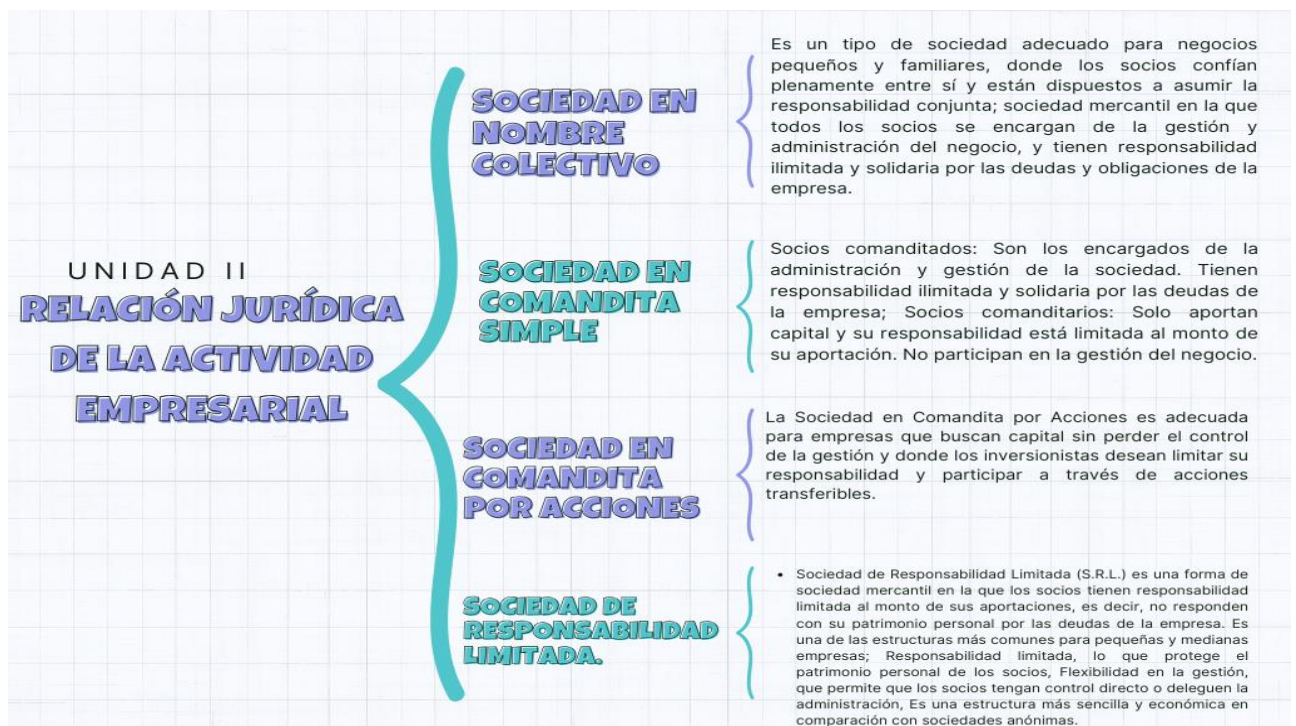 UNIDAD II
RELACIÓN JURÍDICA
DE LA ACTIVIDAD
EMPRESARIAL
SOCIEDAD EN
NOMBRE
COLECTIVO
Es un tipo de sociedad adecuado para negocios
pequeños y familiares, donde los socios confían
plenamente entre sí y están dispuestos a asumir la
responsabilidad conjunta; sociedad mercantil en la que
todos los socios se encargan de la gestión y
administración del negocio, y tienen responsabilidad
ilimitada y solidaria por las deudas y obligaciones de la
empresa.
SOCIEDAD EN
COMANDITA
SIMPLE
Socios comanditados: Son los encargados de la
administración y gestión de la sociedad. Tienen
responsabilidad ilimitada y solidaria por las deudas de
la empresa; Socios comanditarios: Solo aportan
capital y su responsabilidad está limitada al monto de
su aportación. No participan en la gestión del negocio.
SOCIEDAD EN
COMANDITA
POR ACCIONES
La Sociedad en Comandita por Acciones es adecuada
para empresas que buscan capital sin perder el control
de la gestión y donde los inversionistas desean limitar su
responsabilidad y participar a través de acciones
transferibles.
SOCIEDAD DE
RESPONSABILIDAD
LIMITADA.
• Sociedad de Responsabilidad Limitada (S.R.L.) es una forma de
sociedad mercantil en la que los socios tienen responsabilidad
limitada al monto de sus aportaciones, es decir, no responden
con su patrimonio personal por las deudas de la empresa. Es
una de las estructuras más comunes para pequeñas y medianas
empresas; Responsabilidad limitada, lo que protege el
patrimonio personal de los socios, Flexibilidad en la gestión,
que permite que los socios tengan control directo o deleguen la
administración, Es una estructura más sencilla y económica en
comparación con sociedades anónimas.